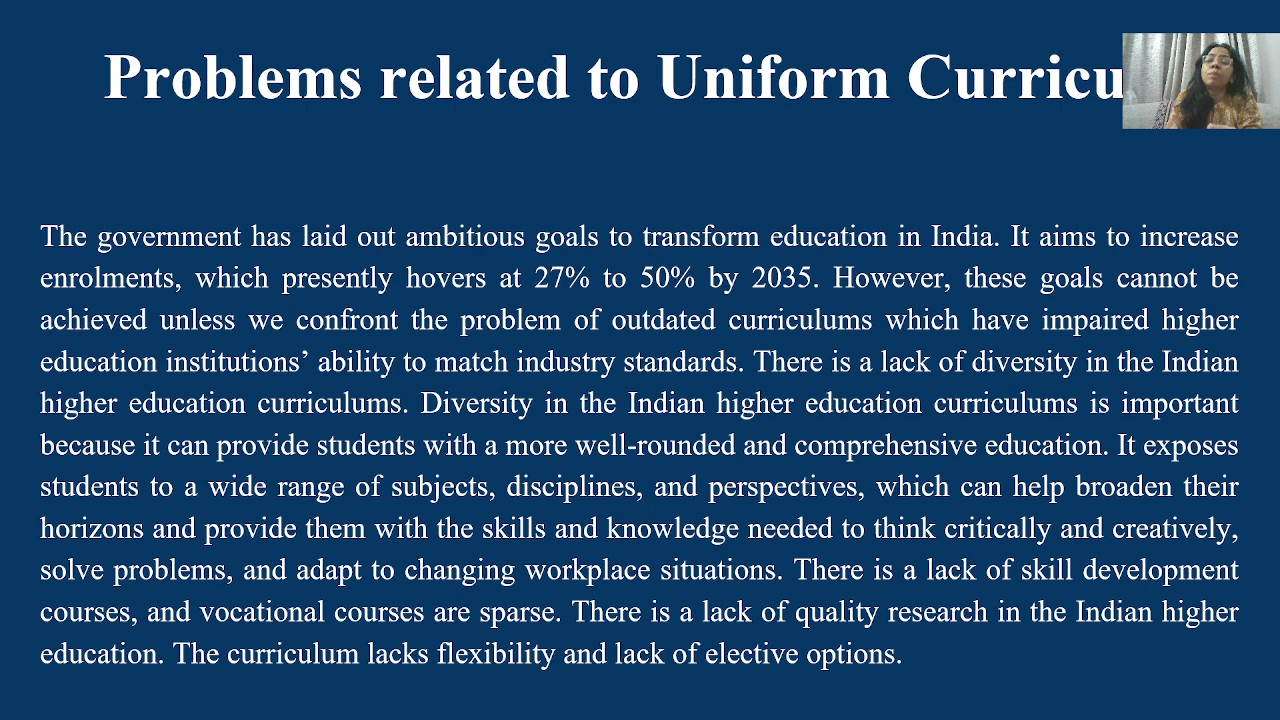 Problems related to Uniform Curricu
The government has laid out ambitious goals to transform education in India. It aims to increase
enrolments, which presently hovers at 27% to 50% by 2035. However, these goals cannot be
achieved unless we confront the problem of outdated curriculums which have impaired higher
education institutions’ ability to match industry standards. There is a lack of diversity in the Indian
higher education curriculums. Diversity in the Indian higher education curriculums is important
because it can provide students with a more well-rounded and comprehensive education. It exposes
students to a wide range of subjects, disciplines, and perspectives, which can help broaden their
horizons and provide them with the skills and knowledge needed to think critically and creatively,
solve problems, and adapt to changing workplace situations. There is a lack of skill development
courses, and vocational courses are sparse. There is a lack of quality research in the Indian higher
education. The curriculum lacks flexibility and lack of elective options.